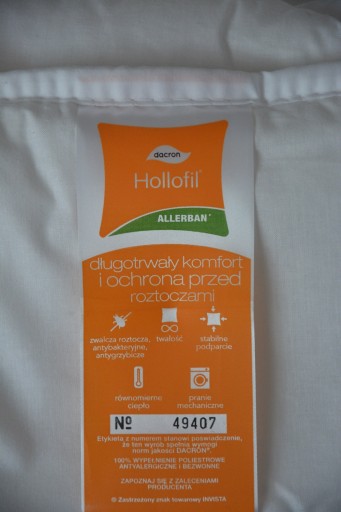 dacron
Hollofil®
ALLERBAN®
długotrwały komfort
i ochrona przed
roztoczami
zwalcza roztocza,
antybakteryjne,
antygrzybicze
trwałość
stabilne
podparcie
równomierne
ciepło
pranie
mechaniczne
№ 49407
Etykieta z numerem stanowi poświadczenie,
że ten wyrób spełnia wymogi
norm jakości DACRON®
100% WYPEŁNIENIE POLIESTROWE
ANTYALERGICZNE I BEZWONNE
ZAPOZNAJ SIĘ Z ZALECENIAMI
PRODUCENTA
® Zastrzeżony znak towarowy INVISTA